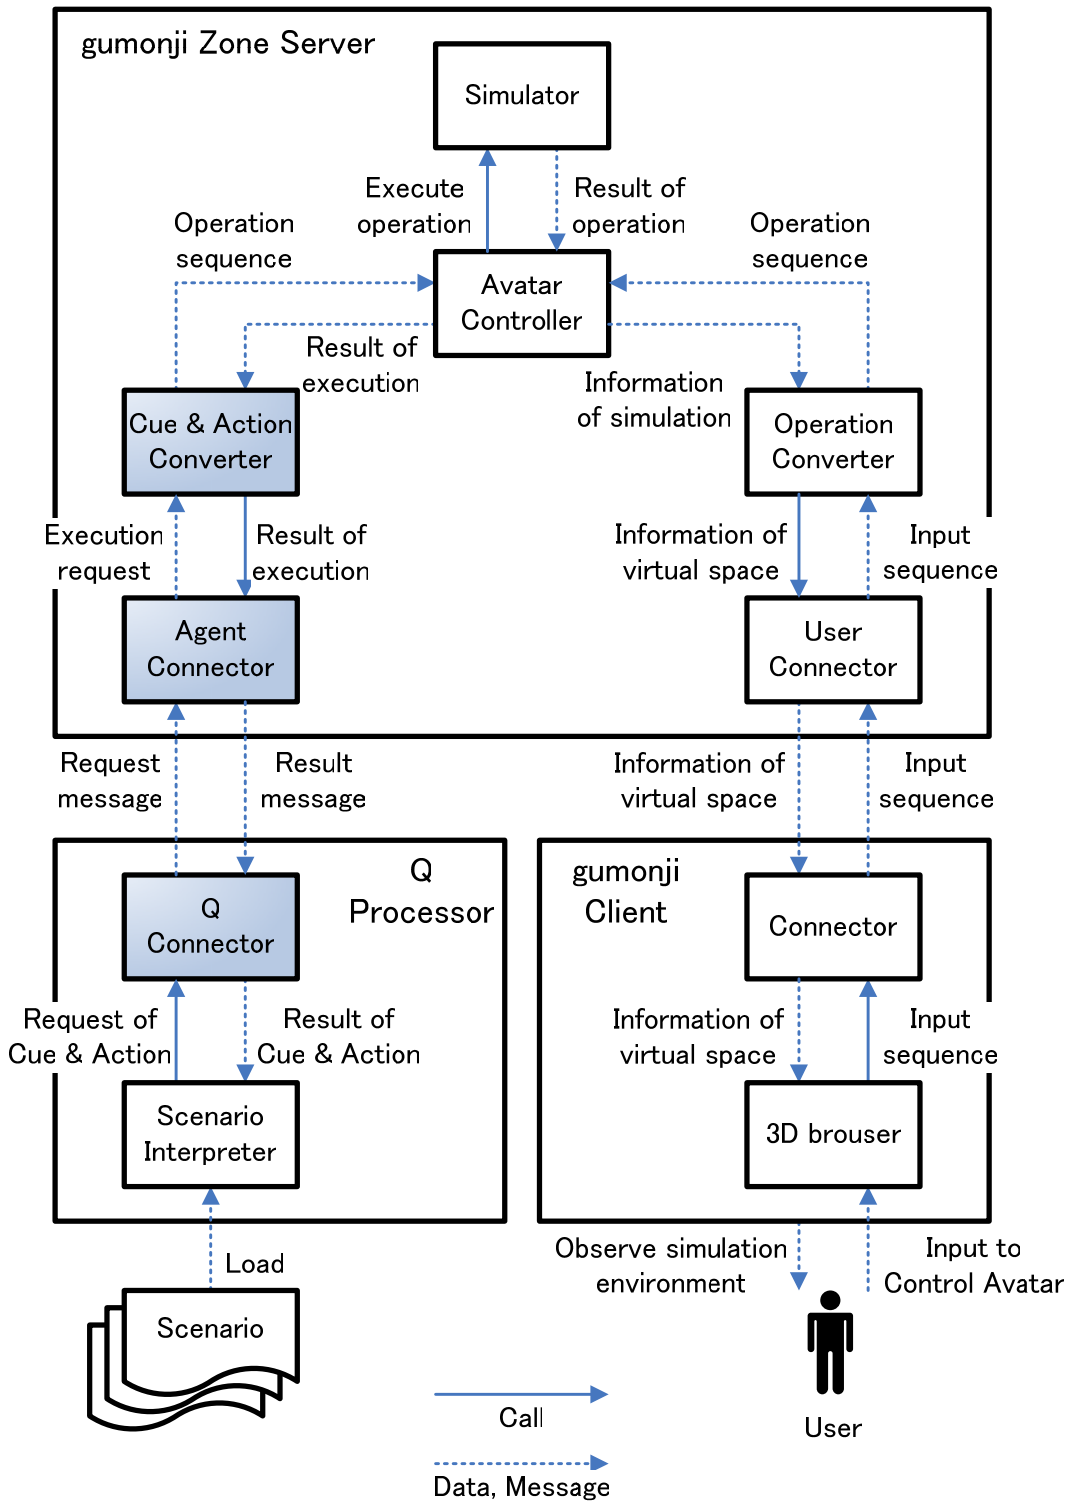 gumonji Zone Server
Simulator
Execute
operation
Result of
operation
Operation
sequence
Operation
sequence
Avatar
Controller
Result of
execution
Information
of simulation
Cue & Action
Converter
Operation
Converter
Execution
request
Result of
execution
Information of
virtual space
Input
sequence
Agent
Connector
User
Connector
Request
message
Result
message
Information of
virtual space
Input
sequence
Q
Processor
gumonji
Client
Q
Connector
Connector
Request of
Cue & Action
Result of
Cue & Action
Information of
virtual space
Input
sequence
Scenario
Interpreter
3D brouser
Load
Observe simulation
environment
Input to
Control Avatar
Scenario
User
Call
Data, Message